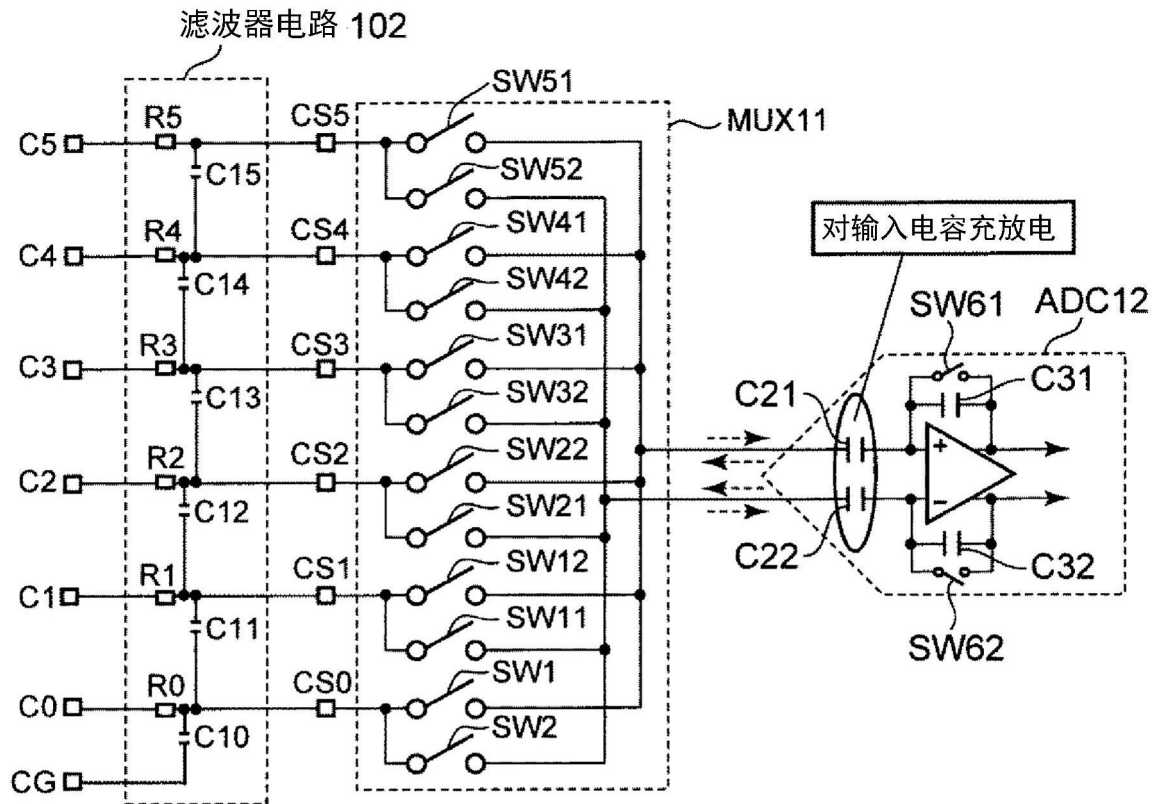 滤波器电路 102
SW51
C5
R5
CS5
MUX11
C15
SW52
SW41
C4
R4
CS4
C14
SW42
对输入电容充放电
SW31
SW61
ADC12
C3
R3
CS3
C13
SW32
C31
C21
SW22
C2
R2
CS2
+
C12
SW21
−
C22
C32
SW12
C1
R1
CS1
C11
SW11
SW62
SW1
C0
R0
CS0
C10
SW2
CG